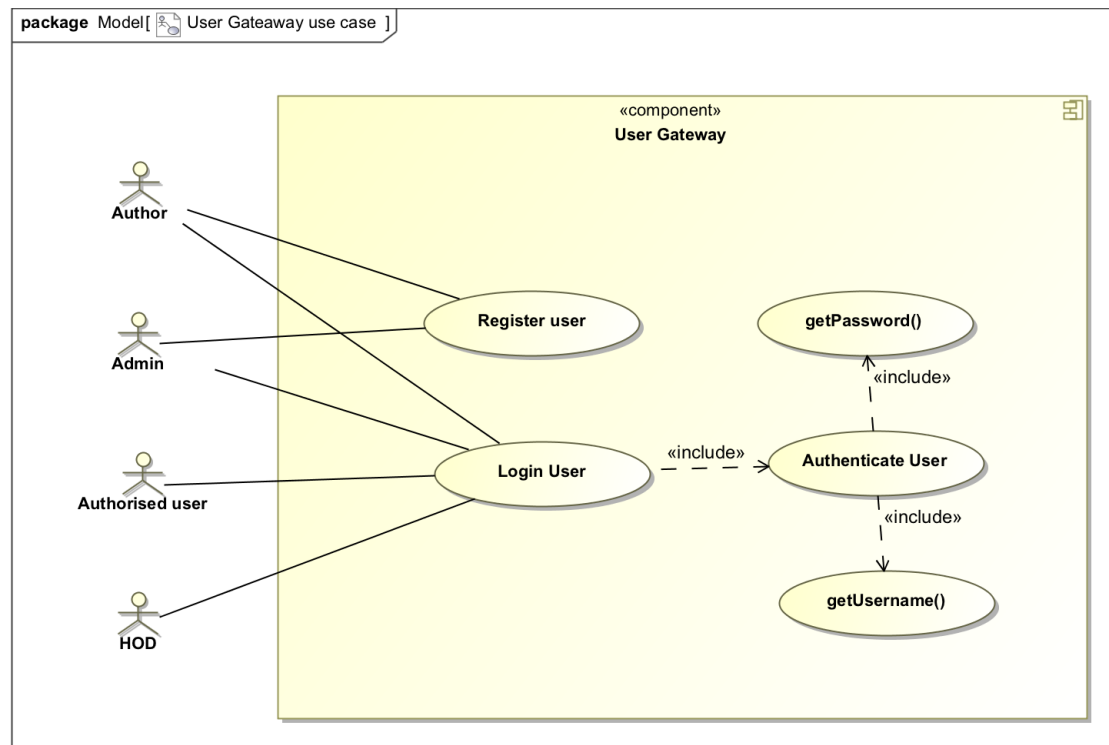 package Model[ User Gateaway use case ]
«component»
User Gateway
Author
Register user
getPassword()
Admin
«include»
«include»
Login User
Authenticate User
Authorised user
«include»
getUsername()
HOD